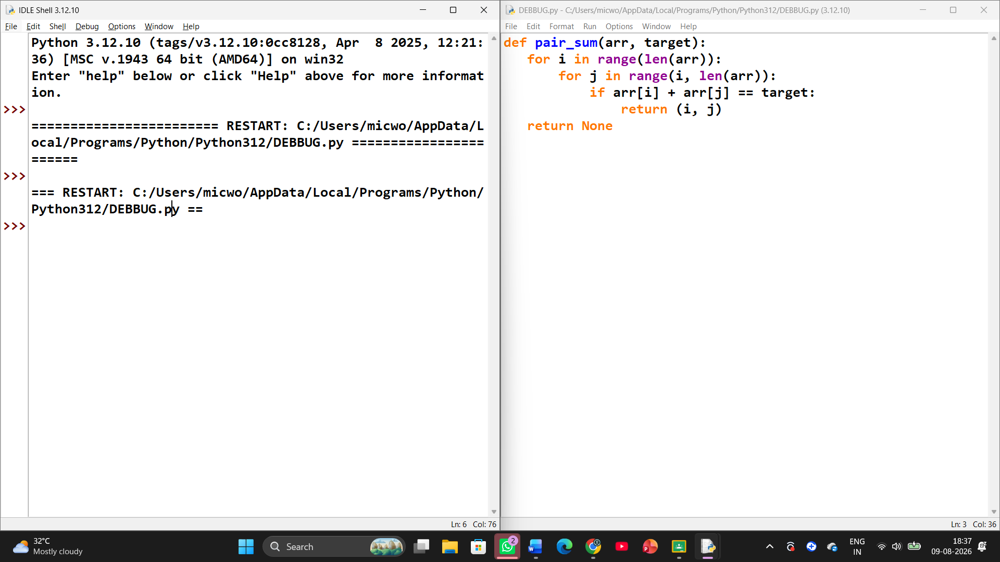 IDLE Shell 3.12.10
File Edit Shell Debug Options Window Help
Python 3.12.10 (tags/v3.12.10:0cc8128, Apr  8 2025, 12:21:
36) [MSC v.1943 64 bit (AMD64)] on win32
Enter "help" below or click "Help" above for more informat
ion.
>>>
======================== RESTART: C:/Users/micwo/AppData/L
ocal/Programs/Python/Python312/DEBBUG.py =================
======
>>>
=== RESTART: C:/Users/micwo/AppData/Local/Programs/Python/
Python312/DEBBUG.py ==
>>>
Ln: 6 Col: 76
DEBBUG.py - C:/Users/micwo/AppData/Local/Programs/Python/Python312/DEBBUG.py (3.12.10)
File Edit Format Run Options Window Help
def pair_sum(arr, target):
   for i in range(len(arr)):
       for j in range(i, len(arr)):
           if arr[i] + arr[j] == target:
               return (i, j)
   return None
Ln: 3 Col: 36
32°C
Mostly cloudy
Search
2
ENG
IN
18:37
09-08-2026